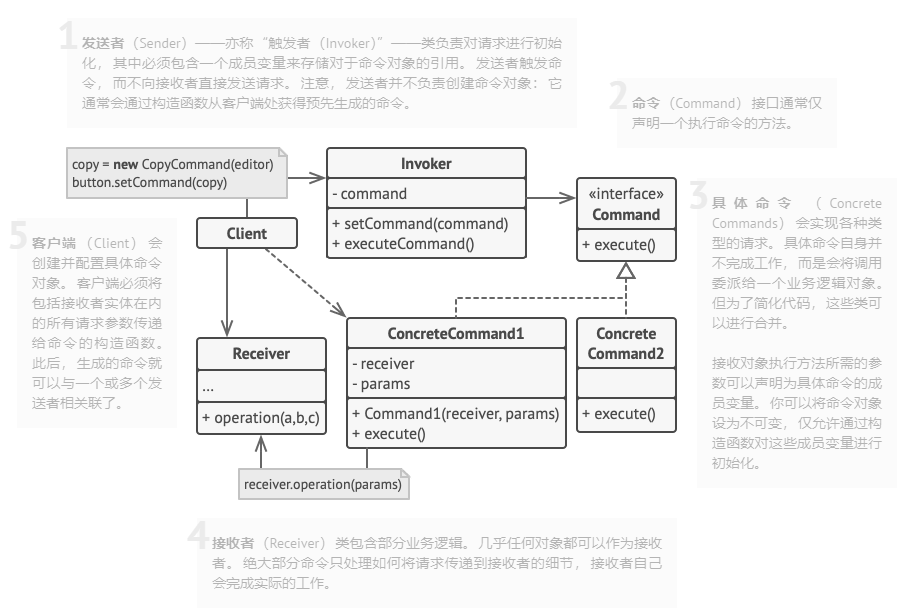 1
发送者 （Sender）——亦称 “触发者 （Invoker）”——类负责对请求进行初始
化， 其中必须包含一个成员变量来存储对于命令对象的引用。 发送者触发命
令， 而不向接收者直接发送请求。 注意， 发送者并不负责创建命令对象： 它
通常会通过构造函数从客户端处获得预先生成的命令。
2
命令 （Command） 接口通常仅
声明一个执行命令的方法。
copy = new CopyCommand(editor)
button.setCommand(copy)
Invoker
- command
+ setCommand(command)
+ executeCommand()
«interface»
Command
+ execute()
3
具体命令 （Concrete
Commands） 会实现各种类
型的请求。 具体命令自身并
不完成工作， 而是会将调用
委派给一个业务逻辑对象。
但为了简化代码， 这些类可
以进行合并。
接收对象执行方法所需的参
数可以声明为具体命令的成
员变量。 你可以将命令对象
设为不可变， 仅允许通过构
造函数对这些成员变量进行
初始化。
5
客户端 （Client） 会
创建并配置具体命令
对象。 客户端必须将
包括接收者实体在内
的所有请求参数传递
给命令的构造函数。
此后， 生成的命令就
可以与一个或多个发
送者相关联了。
Client
Receiver
...
+ operation(a,b,c)
ConcreteCommand1
- receiver
- params
+ Command1(receiver, params)
+ execute()
Concrete
Command2
+ execute()
receiver.operation(params)
4
接收者 （Receiver） 类包含部分业务逻辑。 几乎任何对象都可以作为接收
者。 绝大部分命令只处理如何将请求传递到接收者的细节， 接收者自己
会完成实际的工作。